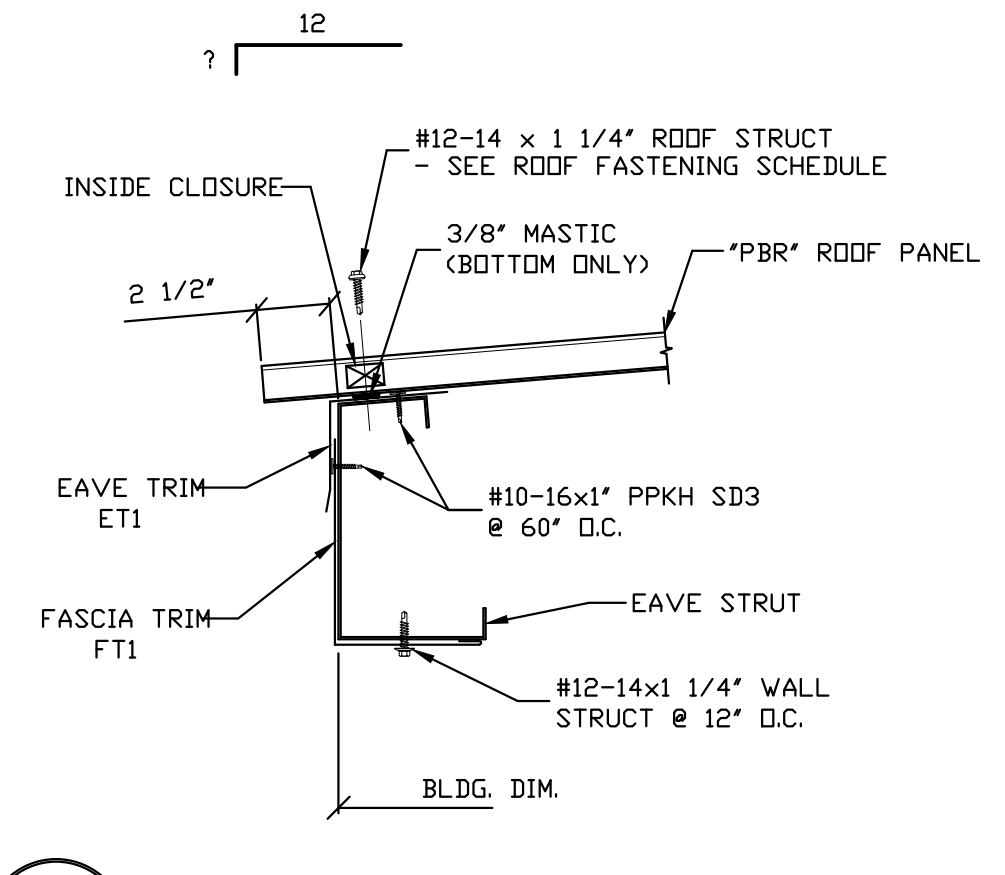 12
?
#12-14 x 1 1/4" ROOF STRUCT
- SEE ROOF FASTENING SCHEDULE
INSIDE CLOSURE
3/8" MASTIC
(BOTTOM ONLY)
"PBR" ROOF PANEL
2 1/2"
EAVE TRIM
ET1
#10-16x1" PPKH SD3
@ 60" O.C.
FASCIA TRIM
FT1
EAVE STRUT
#12-14x1 1/4" WALL
STRUCT @ 12" O.C.
BLDG. DIM.